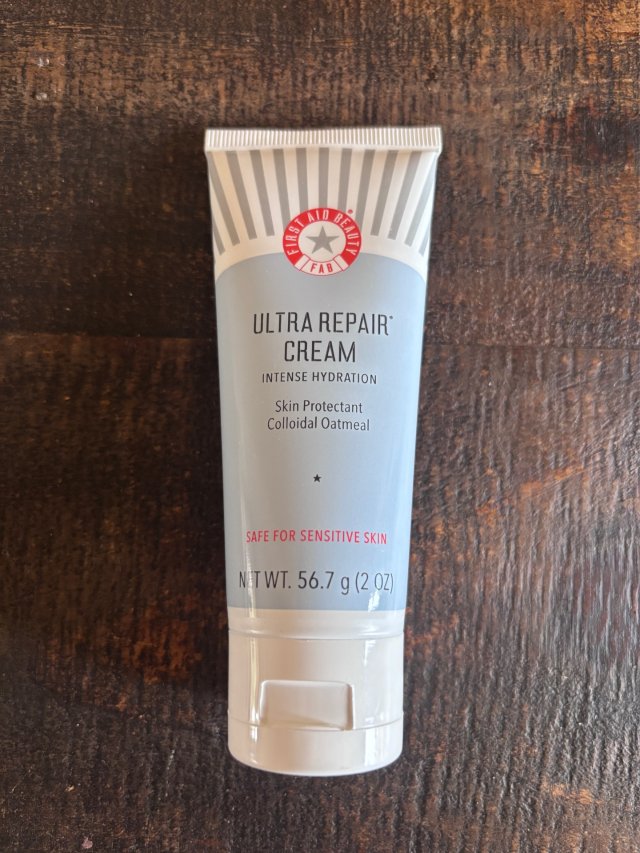 FIRST AID BEAUTY®
FAB
ULTRA REPAIR®
CREAM
INTENSE HYDRATION
Skin Protectant
Colloidal Oatmeal
SAFE FOR SENSITIVE SKIN
NET WT. 56.7 g (2 OZ)